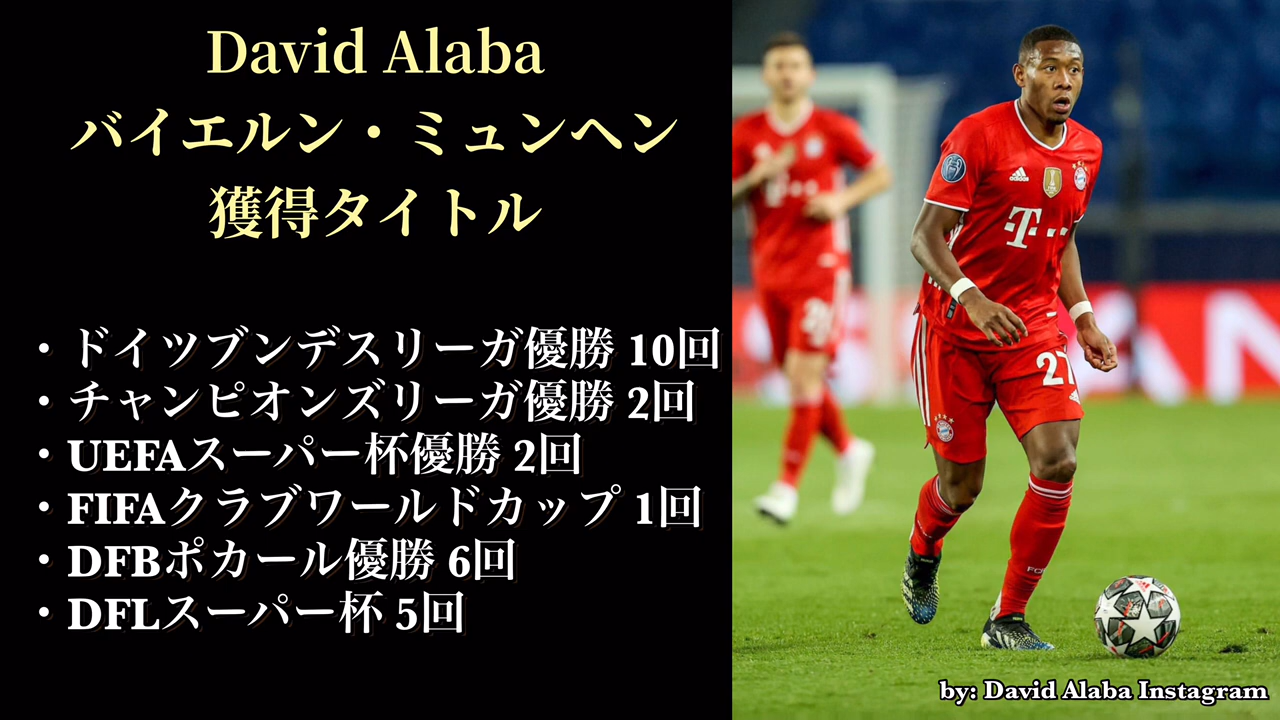 David Alaba
バイエルン・ミュンヘン
獲得タイトル
・ドイツブンデスリーガ優勝 10回
・チャンピオンズリーガ優勝 2回
・UEFAスーパー杯優勝 2回
・FIFAクラブワールドカップ 1回
・DFBポカール優勝 6回
・DFLスーパー杯 5回
adidas
T
27
by: David Alaba Instagram